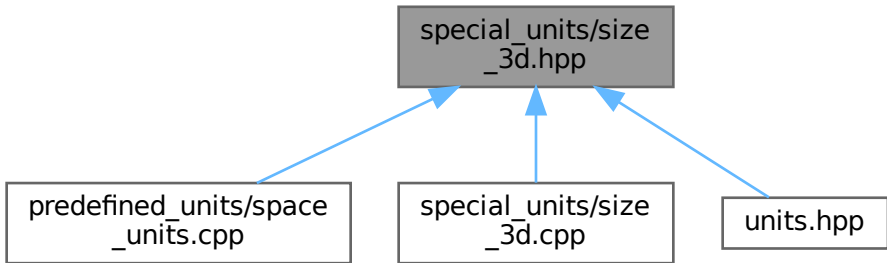 special_units/size
_3d.hpp
predefined_units/space
_units.cpp
special_units/size
_3d.cpp
units.hpp